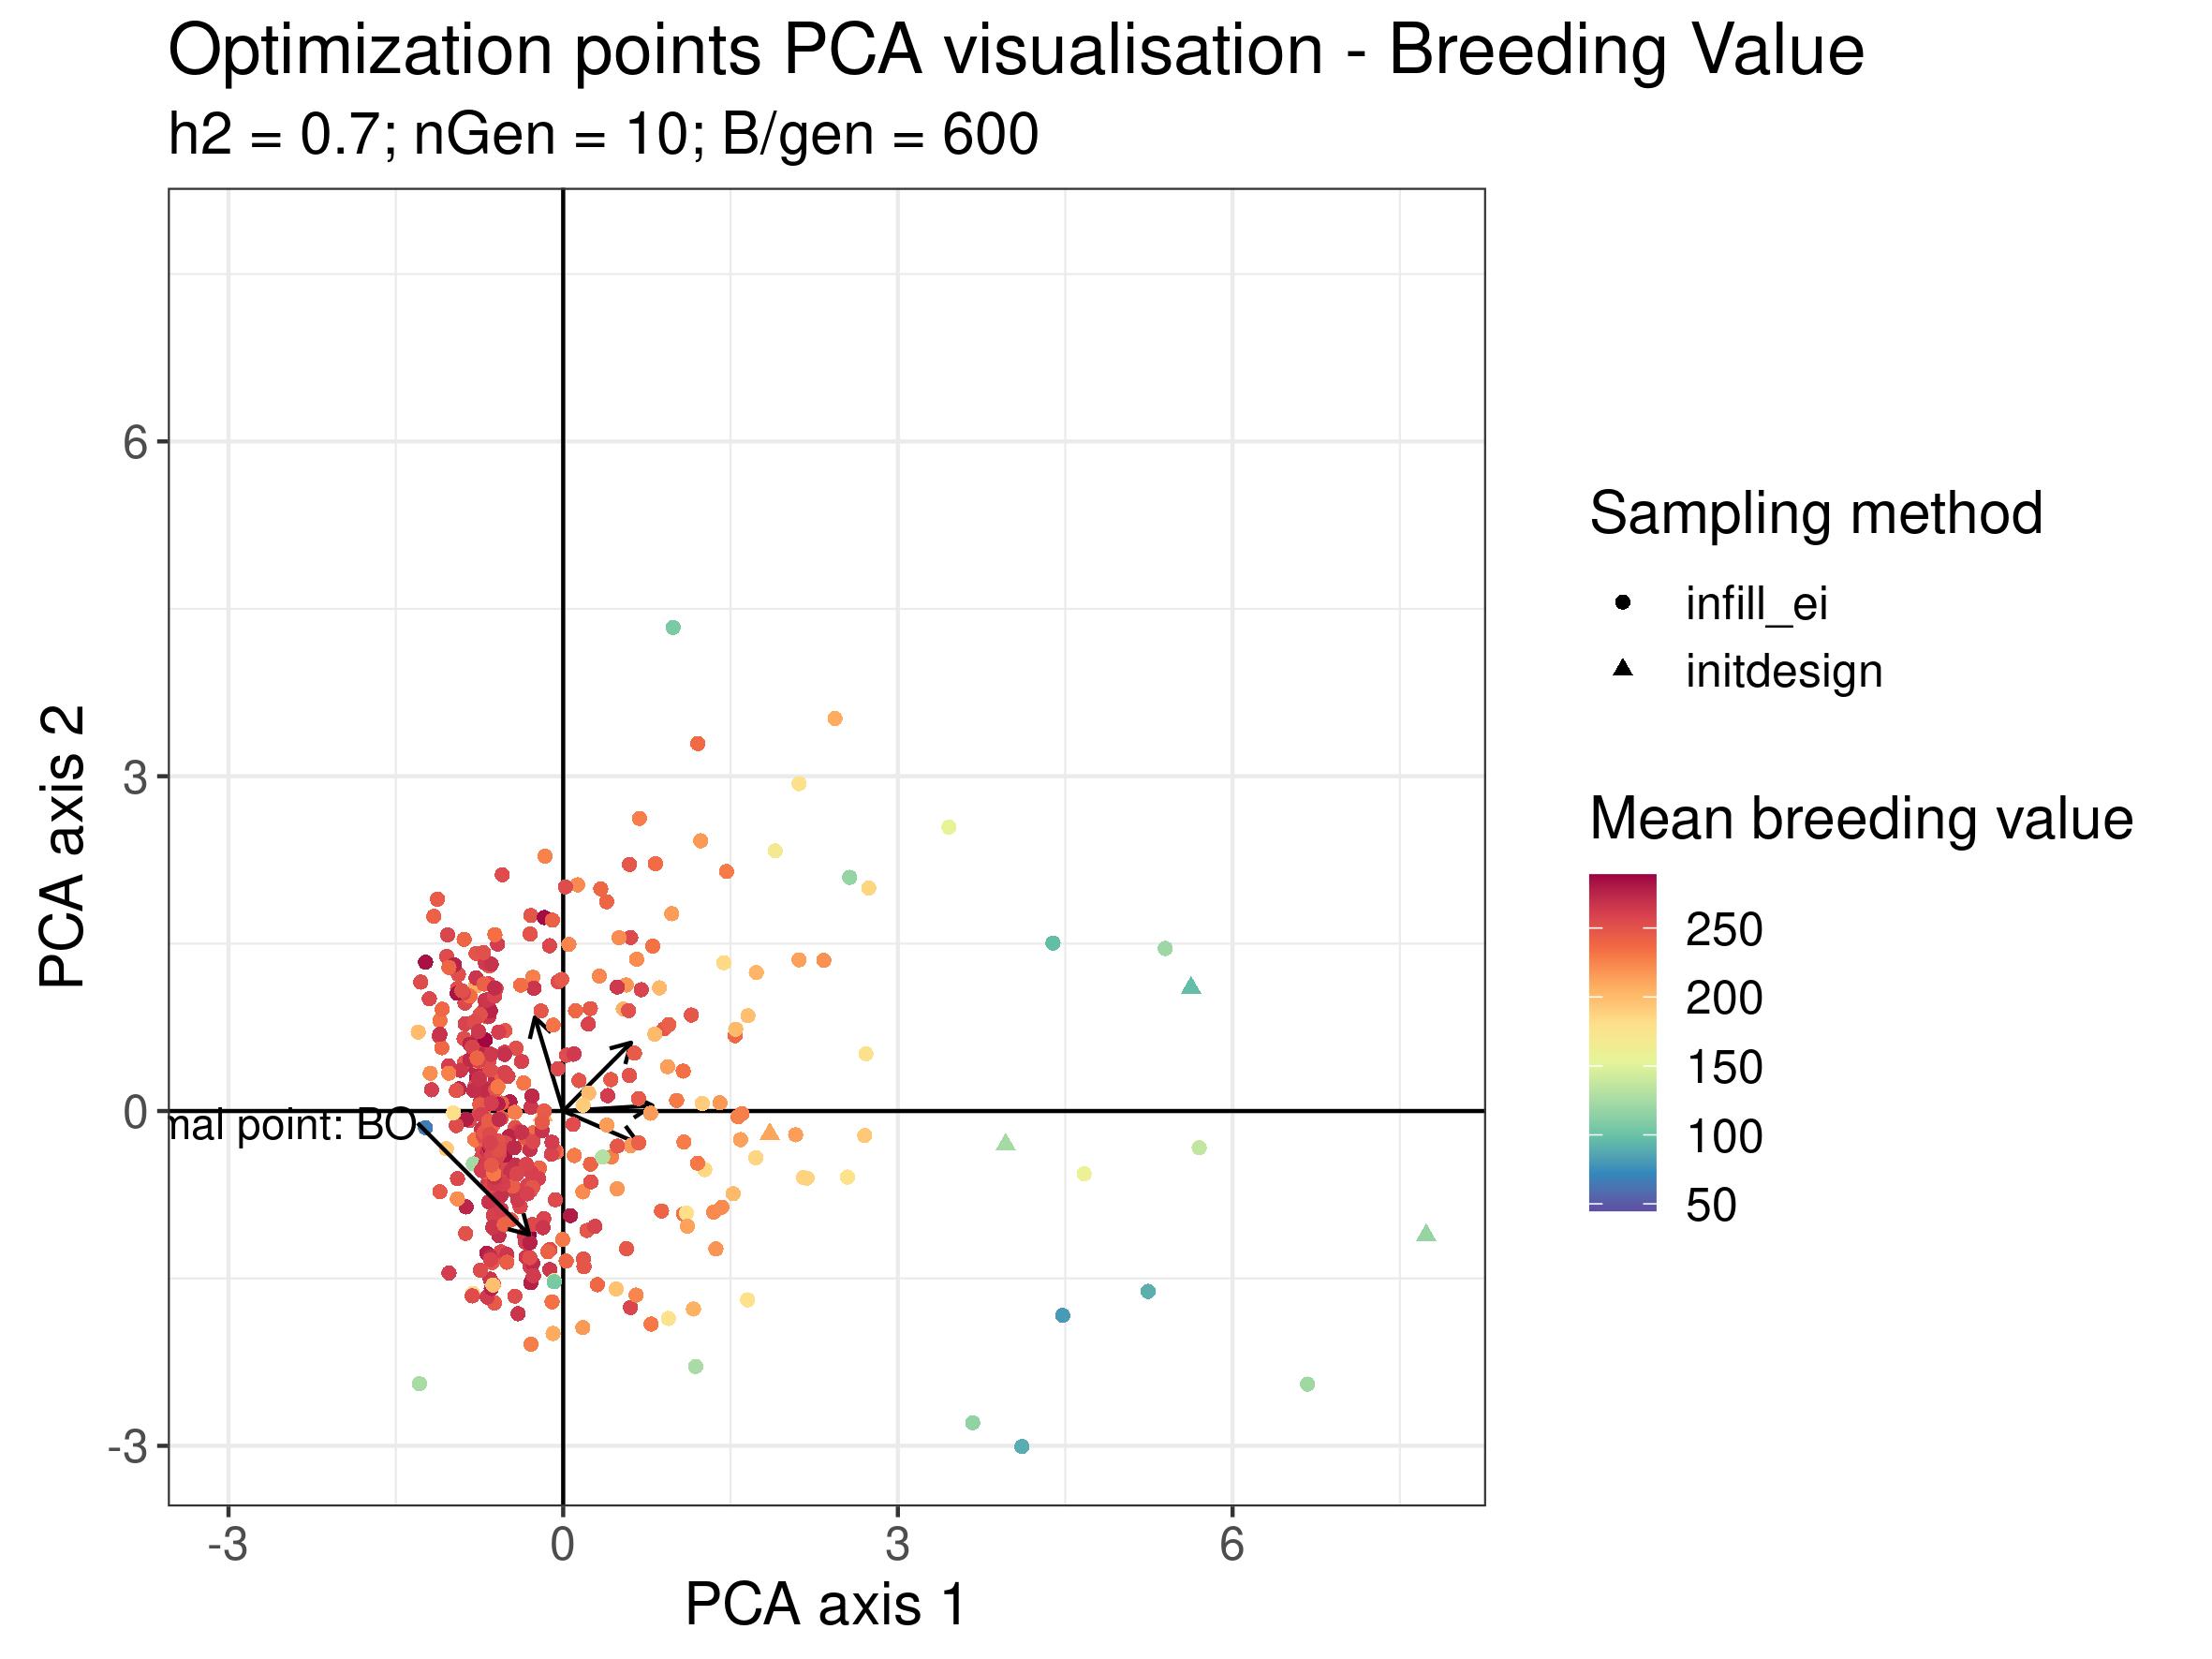 Optimization points PCA visualisation - Breeding Value
h2 = 0.7; nGen = 10; B/gen = 600
PCA axis 2
6
3
0
-3
mal point: BO
-3
0
3
6
PCA axis 1
Sampling method
infill_ei
initdesign
Mean breeding value
250
200
150
100
50